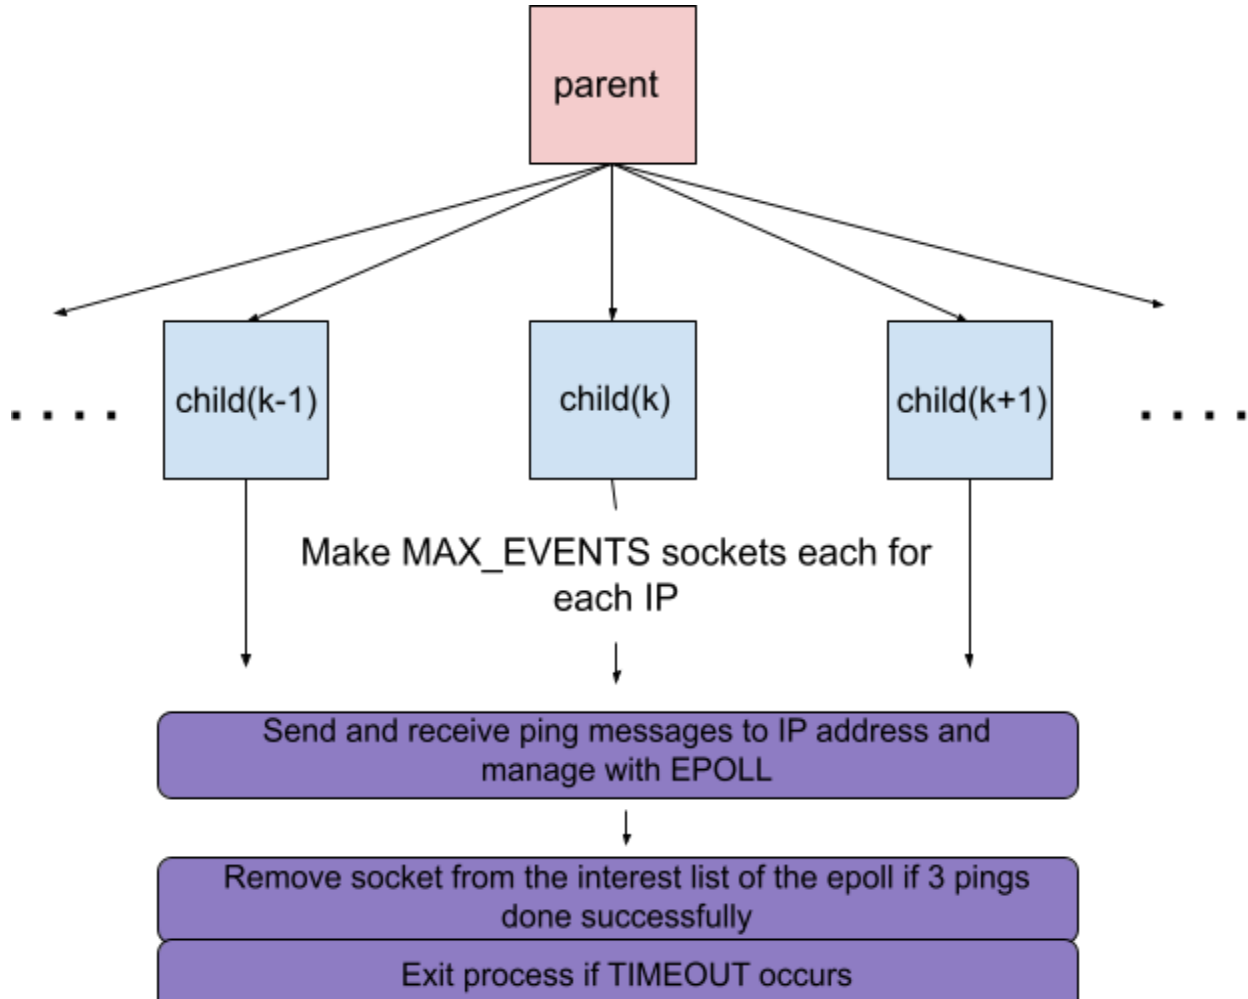 parent
child(k-1)
child(k)
child(k+1)
. . . .
. . . .
Make MAX_EVENTS sockets each for
each IP
Send and receive ping messages to IP address and
manage with EPOLL
Remove socket from the interest list of the epoll if 3 pings
done successfully
Exit process if TIMEOUT occurs